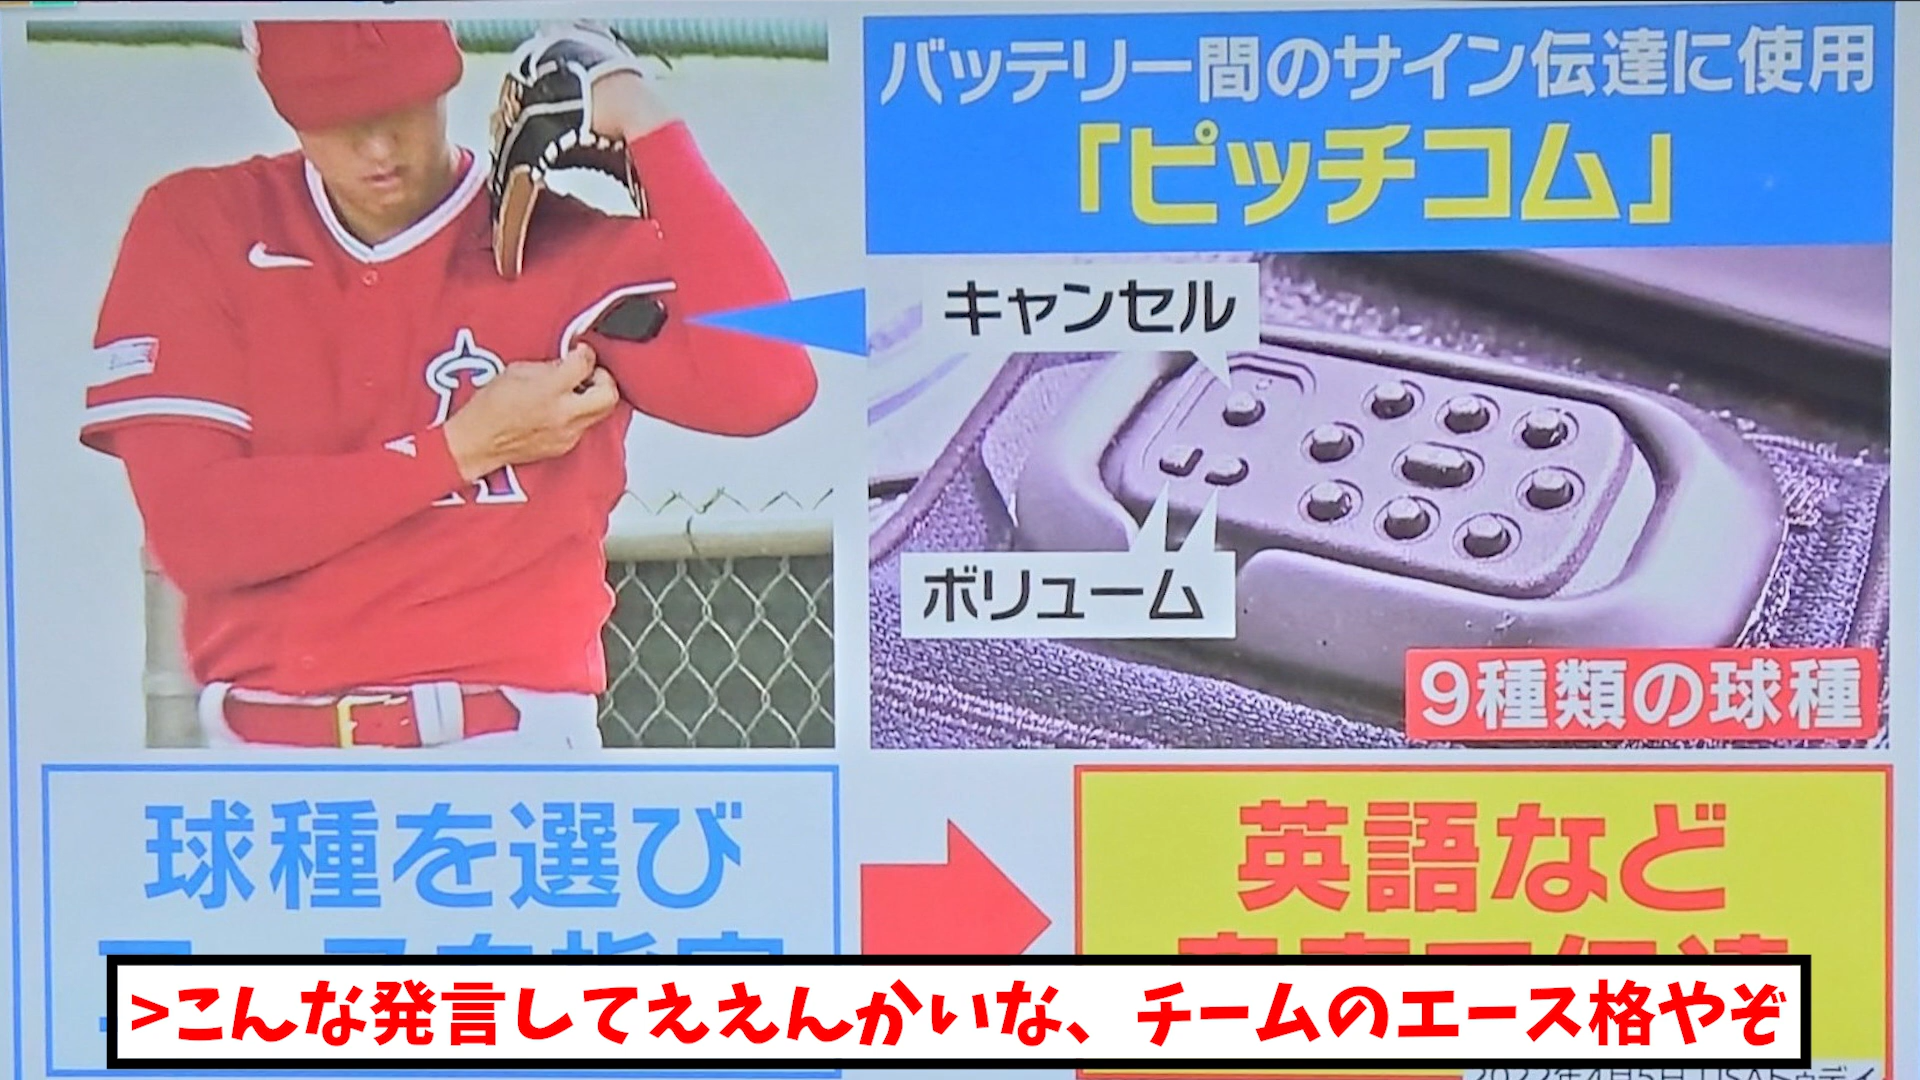 バッテリー間のサイン伝達に使用
「ピッチコム」
キャンセル
ボリューム
9種類の球種
球種を選び
英語など
>こんな発言してええんかいな、チームのエース格やぞ